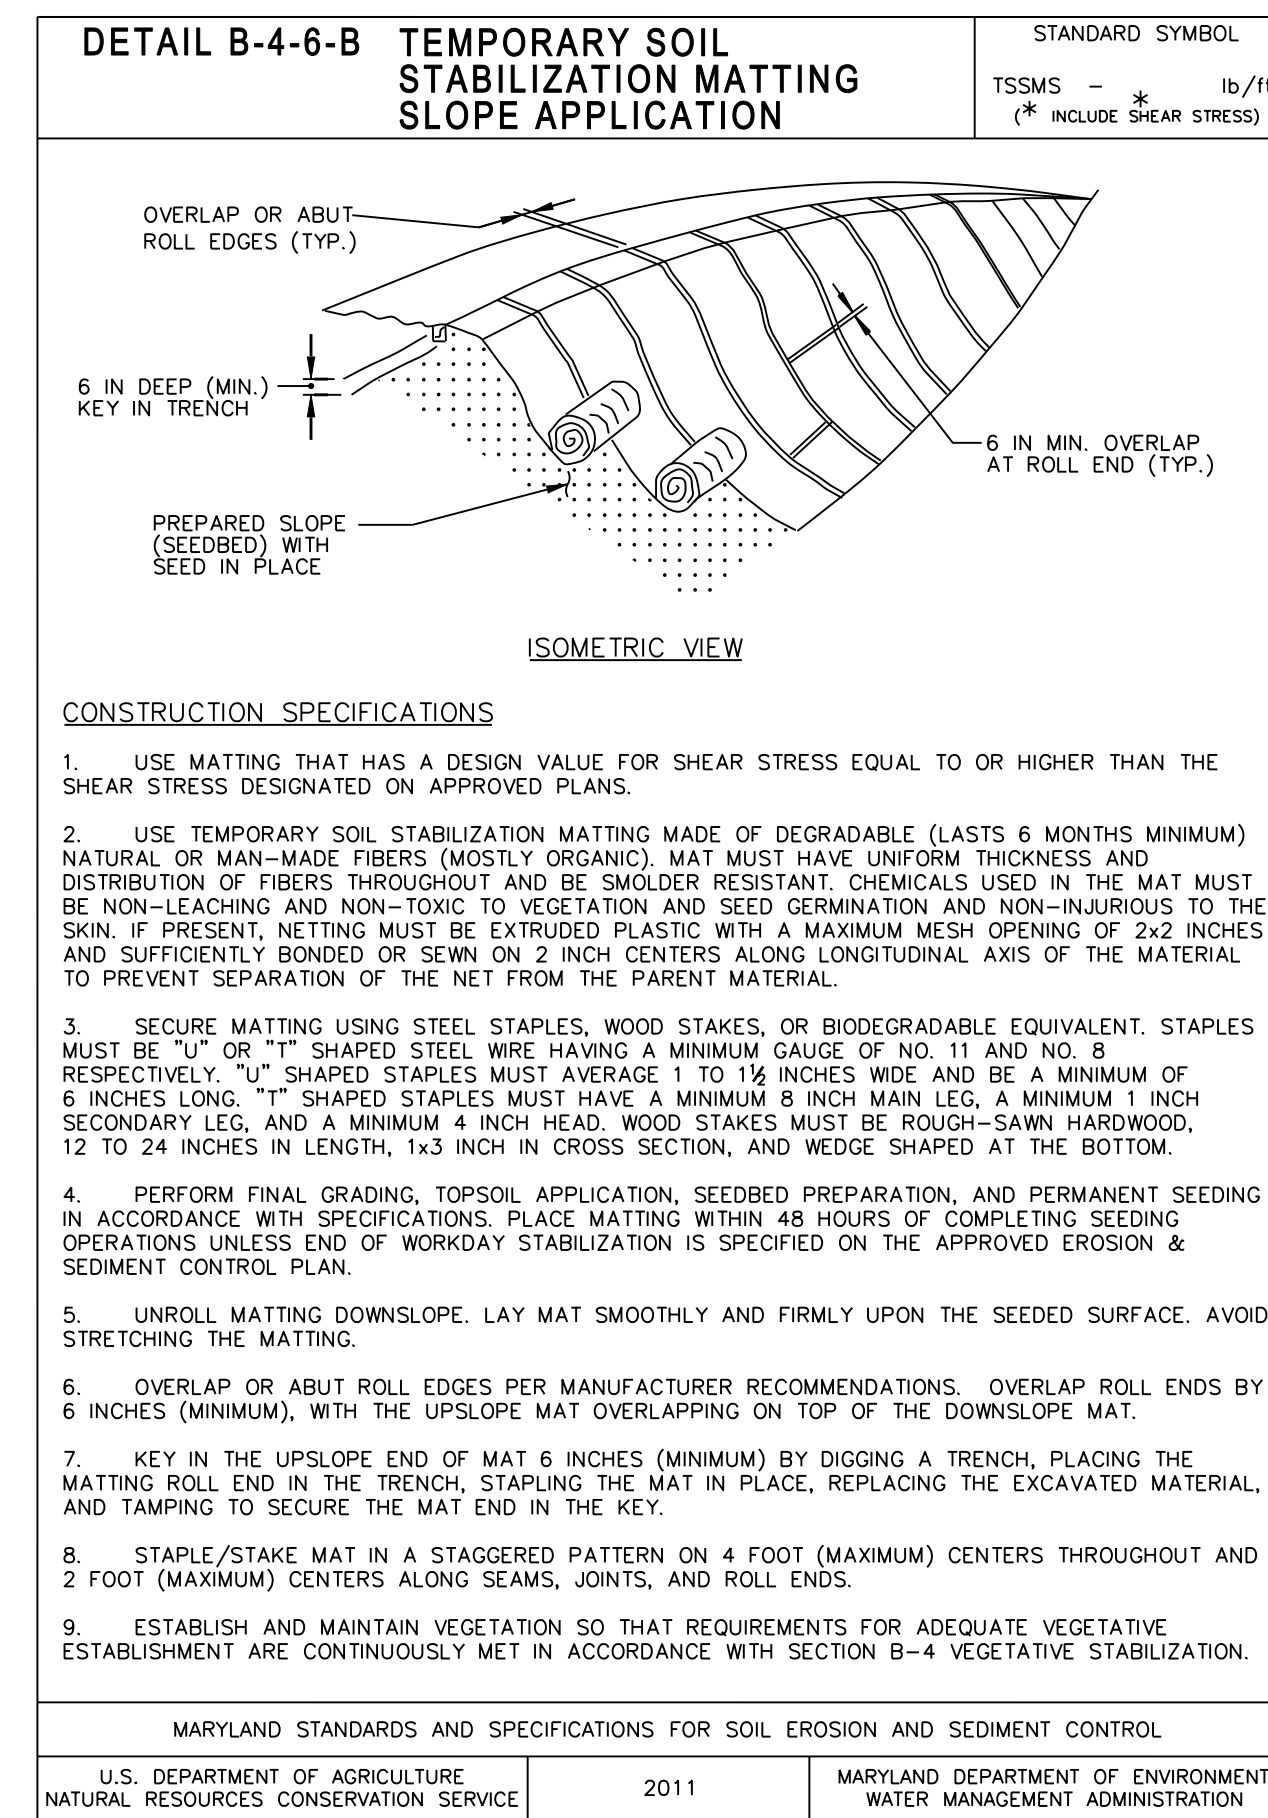 DETAIL B-4-6-B TEMPORARY SOIL
STABILIZATION MATTING
SLOPE APPLICATION
STANDARD SYMBOL
TSSMS – * lb/ft
(* INCLUDE SHEAR STRESS)
OVERLAP OR ABUT
ROLL EDGES (TYP.)
6 IN DEEP (MIN.)
KEY IN TRENCH
6 IN MIN. OVERLAP
AT ROLL END (TYP.)
PREPARED SLOPE
(SEEDBED) WITH
SEED IN PLACE
ISOMETRIC VIEW
CONSTRUCTION SPECIFICATIONS
1. USE MATTING THAT HAS A DESIGN VALUE FOR SHEAR STRESS EQUAL TO OR HIGHER THAN THE
SHEAR STRESS DESIGNATED ON APPROVED PLANS.
2. USE TEMPORARY SOIL STABILIZATION MATTING MADE OF DEGRADABLE (LASTS 6 MONTHS MINIMUM)
NATURAL OR MAN-MADE FIBERS (MOSTLY ORGANIC). MAT MUST HAVE UNIFORM THICKNESS AND
DISTRIBUTION OF FIBERS THROUGHOUT AND BE SMOLDER RESISTANT. CHEMICALS USED IN THE MAT MUST
BE NON-LEACHING AND NON-TOXIC TO VEGETATION AND SEED GERMINATION AND NON-INJURIOUS TO THE
SKIN. IF PRESENT, NETTING MUST BE EXTRUDED PLASTIC WITH A MAXIMUM MESH OPENING OF 2x2 INCHES
AND SUFFICIENTLY BONDED OR SEWN ON 2 INCH CENTERS ALONG LONGITUDINAL AXIS OF THE MATERIAL
TO PREVENT SEPARATION OF THE NET FROM THE PARENT MATERIAL.
3. SECURE MATTING USING STEEL STAPLES, WOOD STAKES, OR BIODEGRADABLE EQUIVALENT. STAPLES
MUST BE "U" OR "T" SHAPED STEEL WIRE HAVING A MINIMUM GAUGE OF NO. 11 AND NO. 8
RESPECTIVELY. "U" SHAPED STAPLES MUST AVERAGE 1 TO 1½ INCHES WIDE AND BE A MINIMUM OF
6 INCHES LONG. "T" SHAPED STAPLES MUST HAVE A MINIMUM 8 INCH MAIN LEG, A MINIMUM 1 INCH
SECONDARY LEG, AND A MINIMUM 4 INCH HEAD. WOOD STAKES MUST BE ROUGH-SAWN HARDWOOD,
12 TO 24 INCHES IN LENGTH, 1x3 INCH IN CROSS SECTION, AND WEDGE SHAPED AT THE BOTTOM.
4. PERFORM FINAL GRADING, TOPSOIL APPLICATION, SEEDBED PREPARATION, AND PERMANENT SEEDING
IN ACCORDANCE WITH SPECIFICATIONS. PLACE MATTING WITHIN 48 HOURS OF COMPLETING SEEDING
OPERATIONS UNLESS END OF WORKDAY STABILIZATION IS SPECIFIED ON THE APPROVED EROSION &
SEDIMENT CONTROL PLAN.
5. UNROLL MATTING DOWNSLOPE. LAY MAT SMOOTHLY AND FIRMLY UPON THE SEEDED SURFACE. AVOID
STRETCHING THE MATTING.
6. OVERLAP OR ABUT ROLL EDGES PER MANUFACTURER RECOMMENDATIONS. OVERLAP ROLL ENDS BY
6 INCHES (MINIMUM), WITH THE UPSLOPE MAT OVERLAPPING ON TOP OF THE DOWNSLOPE MAT.
7. KEY IN THE UPSLOPE END OF MAT 6 INCHES (MINIMUM) BY DIGGING A TRENCH, PLACING THE
MATTING ROLL END IN THE TRENCH, STAPLING THE MAT IN PLACE, REPLACING THE EXCAVATED MATERIAL,
AND TAMPING TO SECURE THE MAT END IN THE KEY.
8. STAPLE/STAKE MAT IN A STAGGERED PATTERN ON 4 FOOT (MAXIMUM) CENTERS THROUGHOUT AND
2 FOOT (MAXIMUM) CENTERS ALONG SEAMS, JOINTS, AND ROLL ENDS.
9. ESTABLISH AND MAINTAIN VEGETATION SO THAT REQUIREMENTS FOR ADEQUATE VEGETATIVE
ESTABLISHMENT ARE CONTINUOUSLY MET IN ACCORDANCE WITH SECTION B-4 VEGETATIVE STABILIZATION.
MARYLAND STANDARDS AND SPECIFICATIONS FOR SOIL EROSION AND SEDIMENT CONTROL
U.S. DEPARTMENT OF AGRICULTURE
NATURAL RESOURCES CONSERVATION SERVICE
2011
MARYLAND DEPARTMENT OF ENVIRONMENT
WATER MANAGEMENT ADMINISTRATION